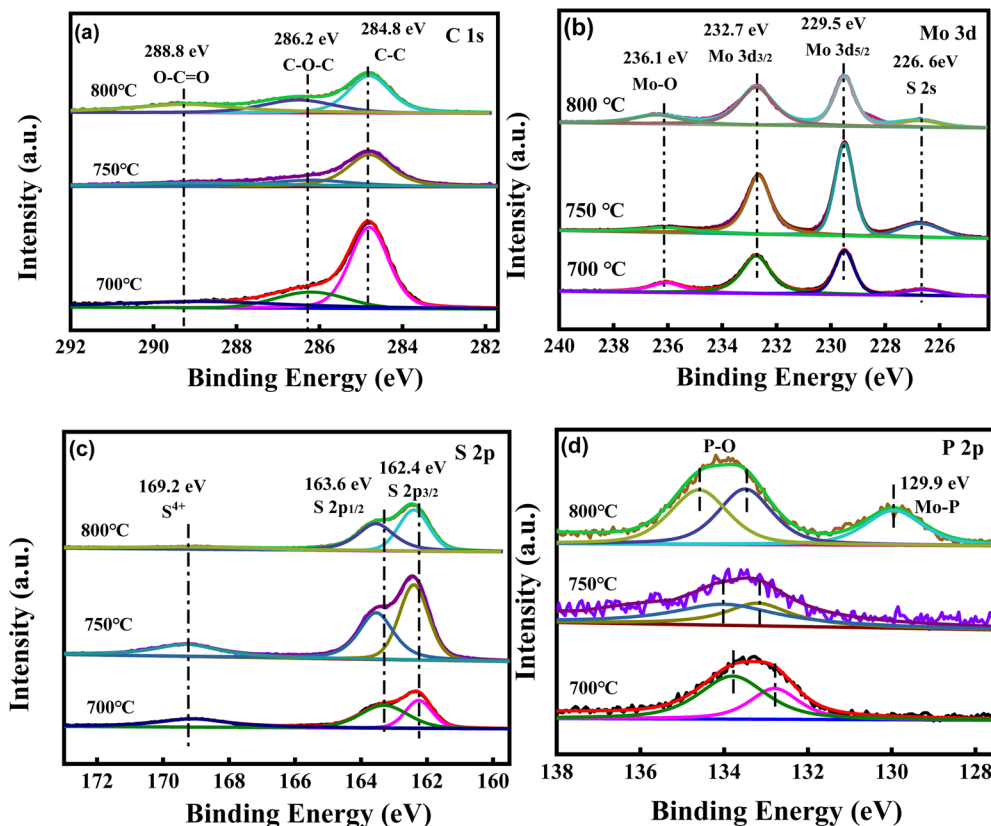 (a)
C 1s
284.8 eV
C-C
286.2 eV
C-O-C
288.8 eV
O-C=O
800°C
750°C
700°C
Intensity (a.u.)
292 290 288 286 284 282
Binding Energy (eV)
(b)
Mo 3d
229.5 eV
Mo 3d5/2
232.7 eV
Mo 3d3/2
236.1 eV
Mo-O
226. 6eV
S 2s
800 °C
750 °C
700 °C
Intensity (a.u.)
240 238 236 234 232 230 228 226
Binding Energy (eV)
(c)
S 2p
162.4 eV
S 2p3/2
163.6 eV
S 2p1/2
169.2 eV
S4+
800°C
750°C
700°C
Intensity (a.u.)
172 170 168 166 164 162 160
Binding Energy (eV)
(d)
P 2p
P-O
129.9 eV
Mo-P
800°C
750°C
700°C
Intensity (a.u.)
138 136 134 132 130 128
Binding Energy (eV)